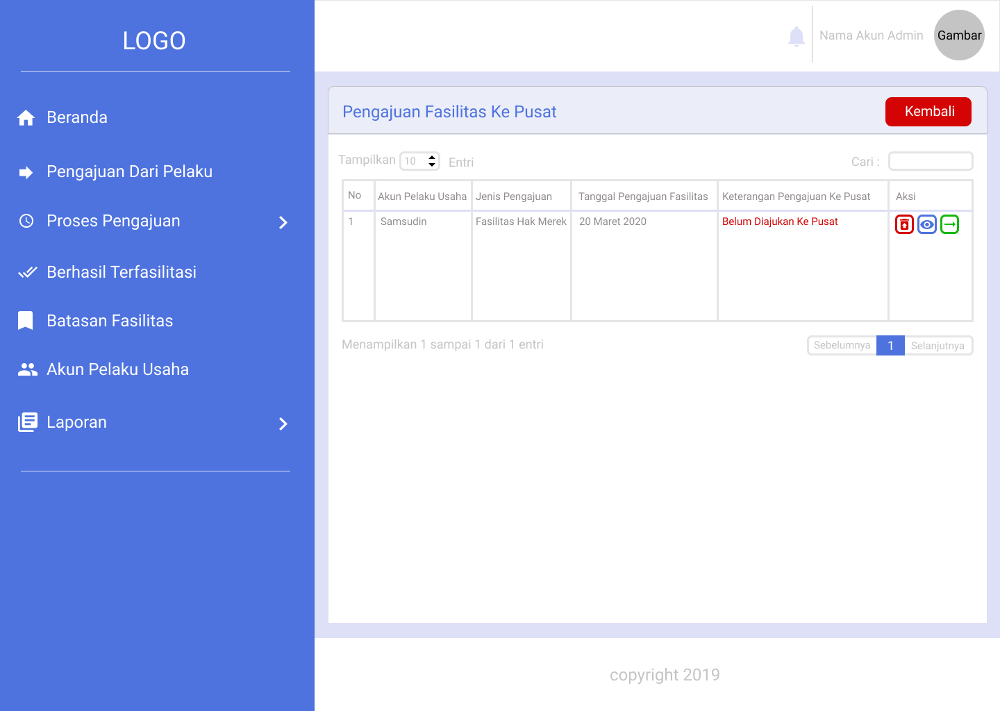 LOGO
Beranda
Pengajuan Dari Pelaku
Proses Pengajuan
Berhasil Terfasilitasi
Batasan Fasilitas
Akun Pelaku Usaha
Laporan
Nama Akun Admin
Gambar
Pengajuan Fasilitas Ke Pusat
Kembali
Tampilkan 10 Entri
Cari :
No Akun Pelaku Usaha Jenis Pengajuan Tanggal Pengajuan Fasilitas Keterangan Pengajuan Ke Pusat Aksi
1 Samsudin Fasilitas Hak Merek 20 Maret 2020 Belum Diajukan Ke Pusat
Menampilkan 1 sampai 1 dari 1 entri
Sebelumnya 1 Selanjutnya
copyright 2019